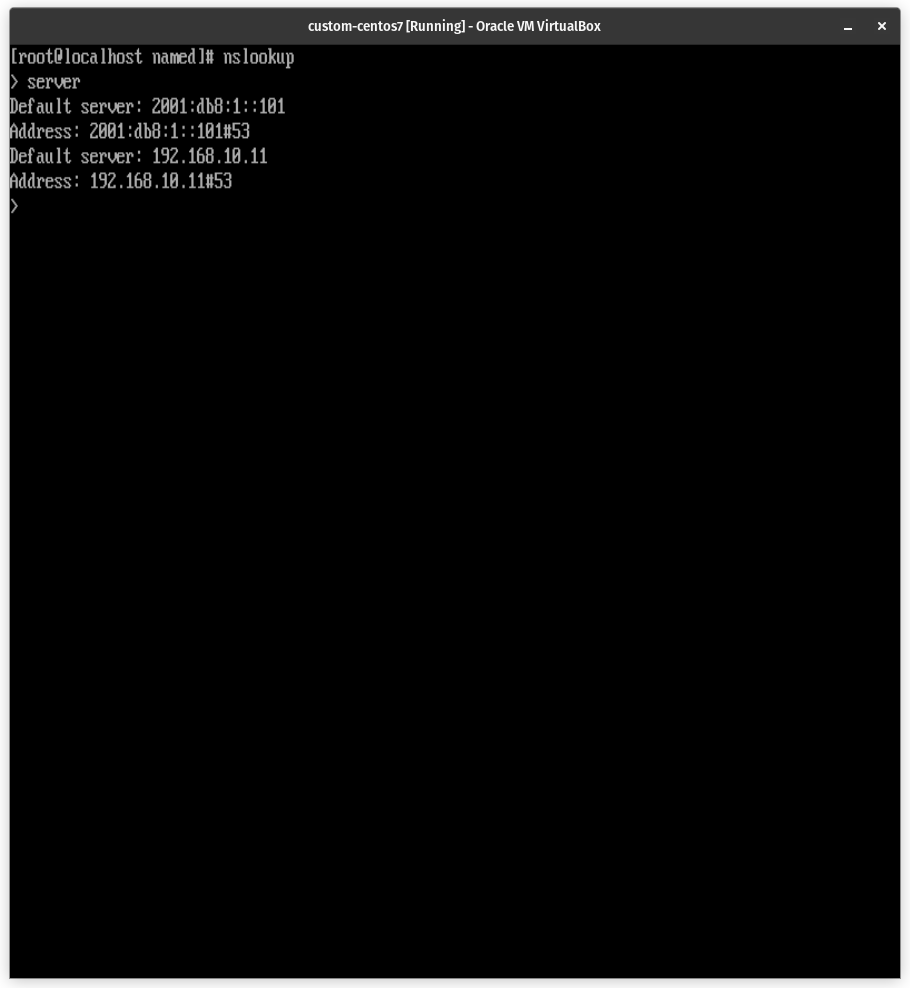 custom-centos7 [Running] - Oracle VM VirtualBox
[root@localhost named]# nslookup
> server
Default server: 2001:db8:1::101
Address: 2001:db8:1::101#53
Default server: 192.168.10.11
Address: 192.168.10.11#53
>